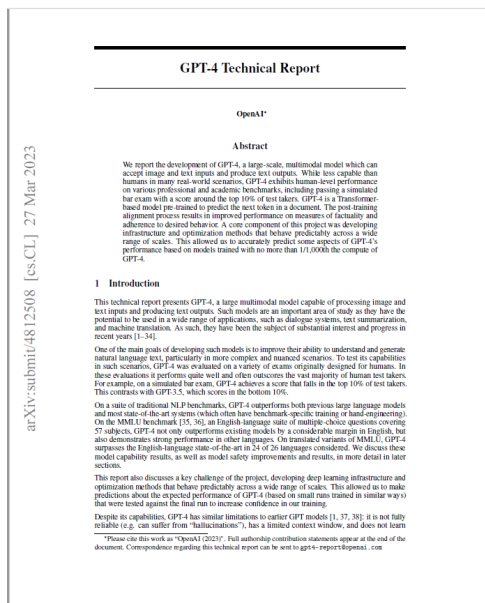 arXiv:submit/4812508 [cs.CL] 27 Mar 2023
GPT-4 Technical Report
OpenAI*
Abstract
We report the development of GPT-4, a large-scale, multimodal model which can
accept image and text inputs and produce text outputs. While less capable than
humans in many real-world scenarios, GPT-4 exhibits human-level performance
on various professional and academic benchmarks, including passing a simulated
bar exam with a score around the top 10% of test takers. GPT-4 is a Transformer-
based model pre-trained to predict the next token in a document. The post-training
alignment process results in improved performance on measures of factuality and
adherence to desired behavior. A core component of this project was developing
infrastructure and optimization methods that behave predictably across a wide
range of scales. This allowed us to accurately predict some aspects of GPT-4's
performance based on models trained with no more than 1/1,000th the compute of
GPT-4.
1 Introduction
This technical report presents GPT-4, a large multimodal model capable of processing image and
text inputs and producing text outputs. Such models are an important area of study as they have the
potential to be used in a wide range of applications, such as dialogue systems, text summarization,
and machine translation. As such, they have been the subject of substantial interest and progress in
recent years [1–34].
One of the main goals of developing such models is to improve their ability to understand and generate
natural language text, particularly in more complex and nuanced scenarios. To test its capabilities
in such scenarios, GPT-4 was evaluated on a variety of exams originally designed for humans. In
these evaluations it performs quite well and often outscores the vast majority of human test takers.
For example, on a simulated bar exam, GPT-4 achieves a score that falls in the top 10% of test takers.
This contrasts with GPT-3.5, which scores in the bottom 10%.
On a suite of traditional NLP benchmarks, GPT-4 outperforms both previous large language models
and most state-of-the-art systems (which often have benchmark-specific training or hand-engineering).
On the MMLU benchmark [35, 36], an English-language suite of multiple-choice questions covering
57 subjects, GPT-4 not only outperforms existing models by a considerable margin in English, but
also demonstrates strong performance in other languages. On translated variants of MMLU, GPT-4
surpasses the English-language state-of-the-art in 24 of 26 languages considered. We discuss these
model capability results, as well as model safety improvements and results, in more detail in later
sections.
This report also discusses a key challenge of the project, developing deep learning infrastructure and
optimization methods that behave predictably across a wide range of scales. This allowed us to make
predictions about the expected performance of GPT-4 (based on small runs trained in similar ways)
that were tested against the final run to increase confidence in our training.
Despite its capabilities, GPT-4 has similar limitations to earlier GPT models [1, 37, 38]: it is not fully
reliable (e.g. can suffer from "hallucinations"), has a limited context window, and does not learn
*Please cite this work as "OpenAI (2023)". Full authorship contribution statements appear at the end of the
document. Correspondence regarding this technical report can be sent to gpt4-report@openai.com